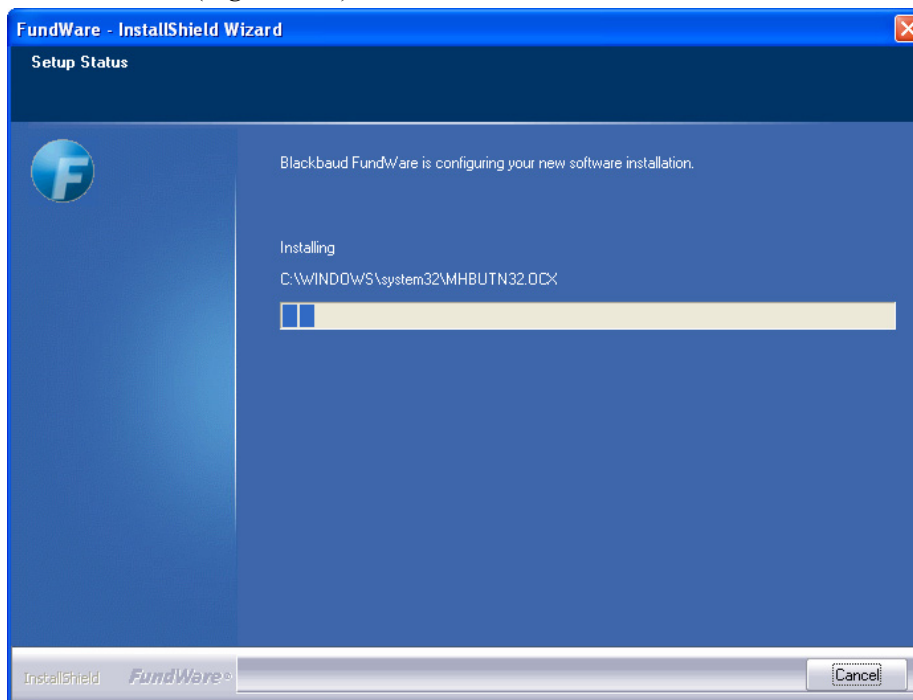 FundWare - InstallShield Wizard
Setup Status
F
Blackbaud FundWare is configuring your new software installation.
Installing
C:\WINDOWS\system32\MHBUTN32.OCX
InstallShield FundWare®
Cancel